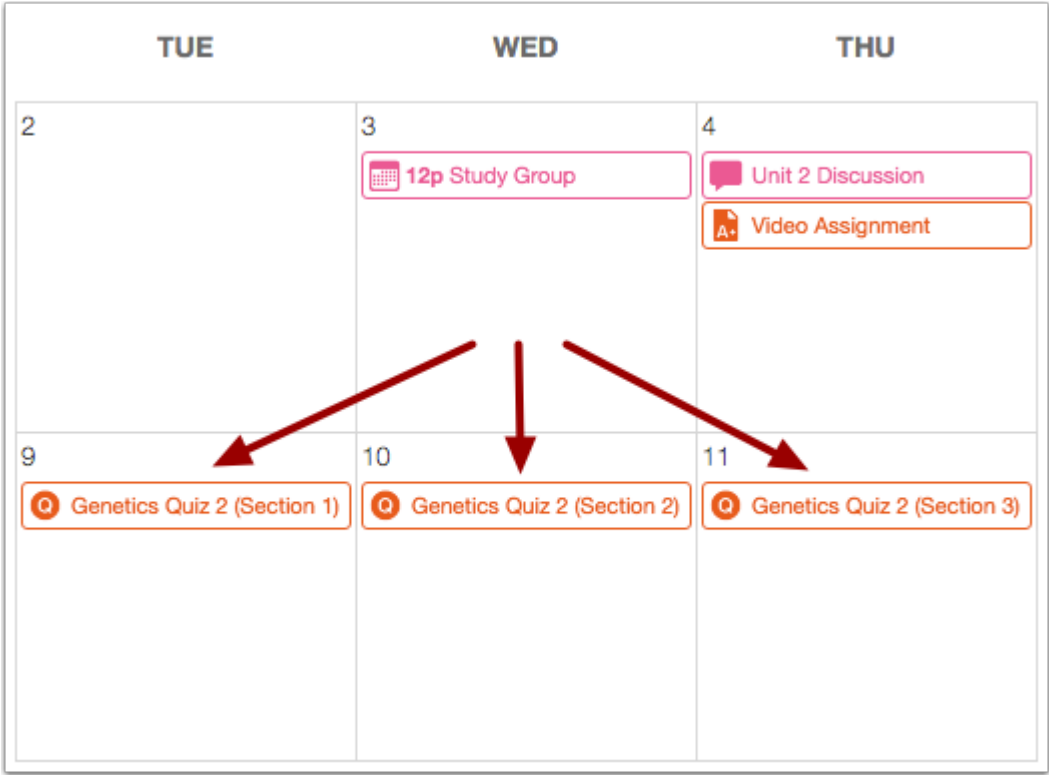 TUE WED THU
2 3 4
12p Study Group
Unit 2 Discussion
A+ Video Assignment
9 10 11
Q Genetics Quiz 2 (Section 1)
Q Genetics Quiz 2 (Section 2)
Q Genetics Quiz 2 (Section 3)